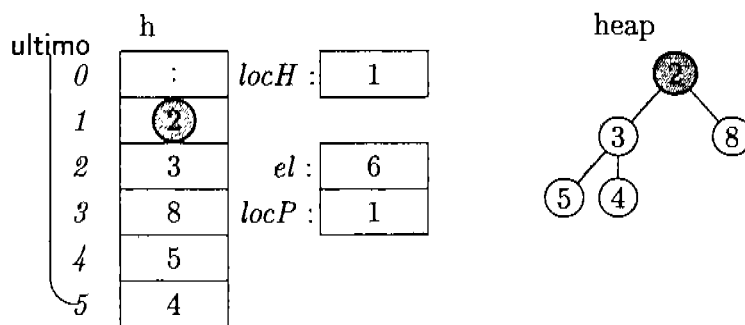 h
heap
ultimo
0 : locH : 1
2
1 2
3 8
2 3 el : 6
3 8 locP : 1
5 4
4 5
5 4